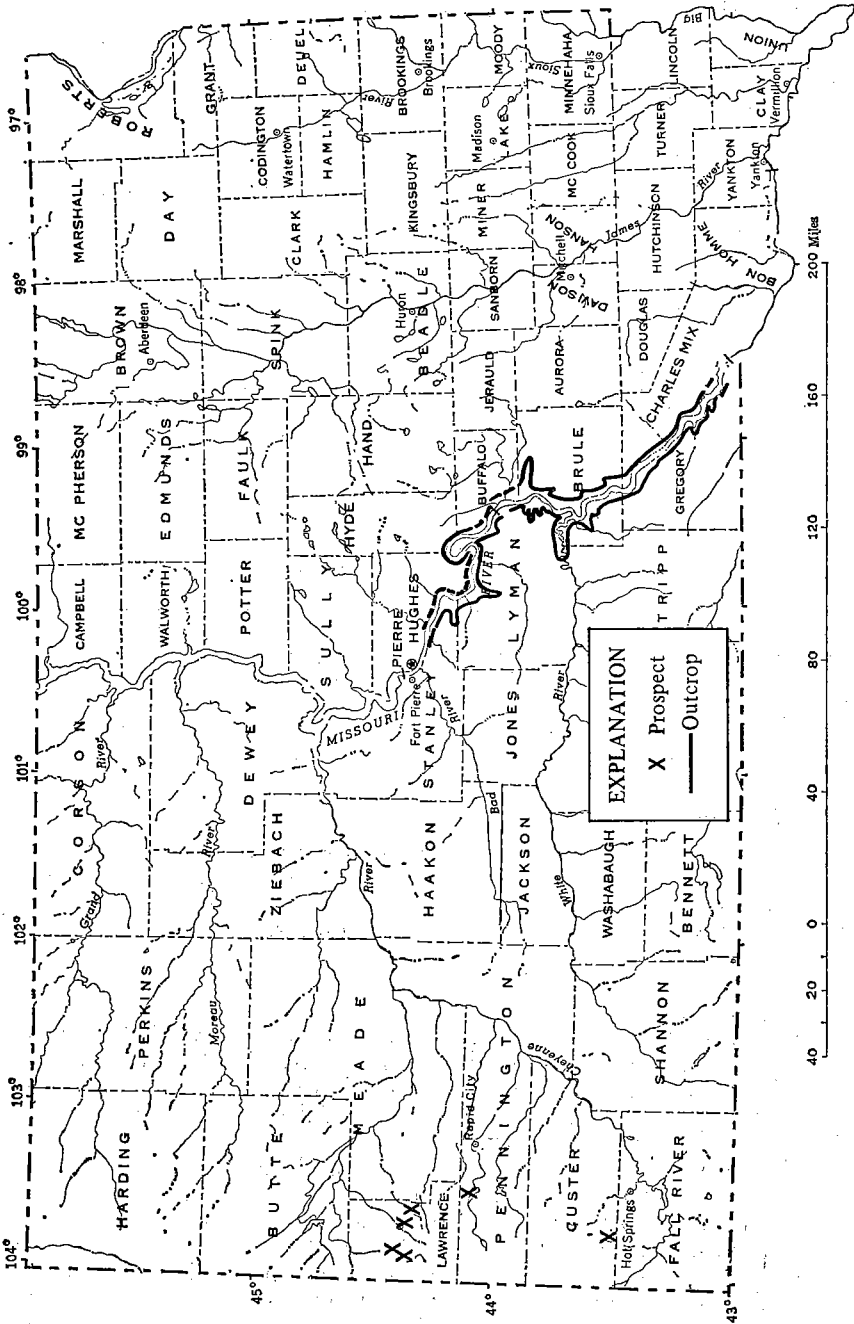 104°
103°
102°
101°
100°
99°
98°
97°
45°
44°
43°
HARDING
PERKINS
CORSON
CAMPBELL
MC PHERSON
BROWN
Aberdeen
MARSHALL
ROBERTS
Grand
River
WALWORTH
EDMUNDS
DAY
GRANT
Moreau
River
BUTTE
ZIEBACH
DEWEY
POTTER
FAULK
SPINK
CLARK
CODINGTON
Watertown
DEUEL
HAMLIN
MEADE
SULLY
HYDE
HAND
River
MISSOURI
RIVER
LAWRENCE
HAAKON
STANLEY
Fort Pierre
PIERRE
HUGHES
BEADLE
Huron
KINGSBURY
BROOKINGS
Brookings
River
PENNINGTON
Rapid City
Cheyenne
Bad
River
BUFFALO
JERAULD
SANBORN
MINER
LAKE
Madison
MOODY
Sioux
Big
JACKSON
JONES
LYMAN
BRULE
AURORA
DAVISON
Mitchell
HANSON
James
River
MC COOK
MINNEHAHA
Sioux Falls
CUSTER
White
River
WASHABAUGH
Hot Springs
FALL RIVER
SHANNON
BENNETT
TRIPP
GREGORY
CHARLES MIX
DOUGLAS
HUTCHINSON
TURNER
LINCOLN
BON HOMME
YANKTON
Yankton
CLAY
Vermillion
UNION
EXPLANATION
X Prospect
Outcrop
40 20 0 40 80 120 160 200 Miles